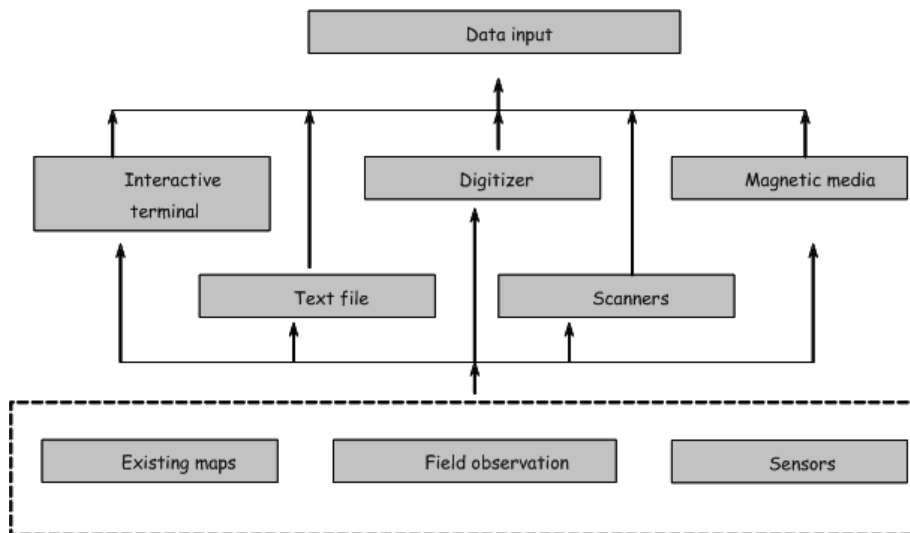 Data input
Interactive
terminal
Digitizer
Magnetic media
Text file
Scanners
Existing maps
Field observation
Sensors